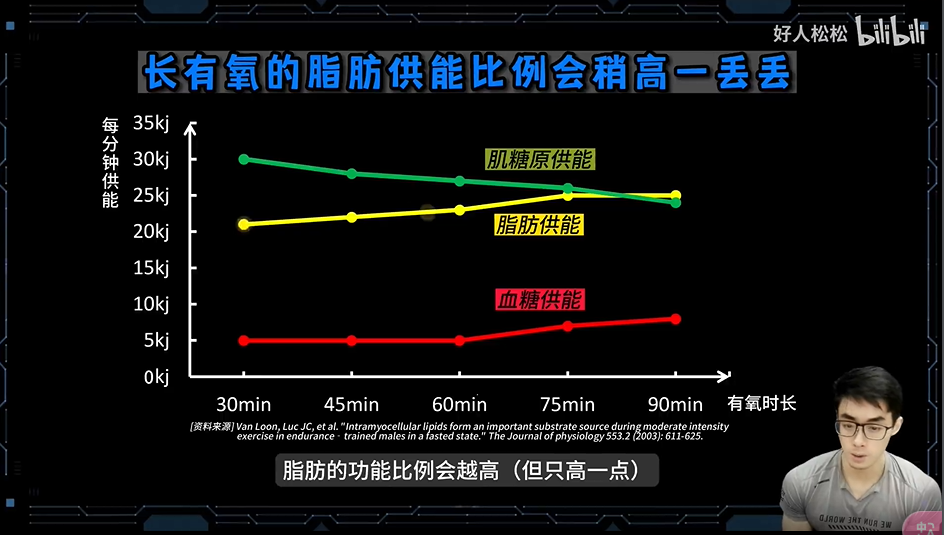 好人松松 bilibili
长有氧的脂肪供能比例会稍高一丢丢
每分钟供能
35kj
30kj
25kj
20kj
15kj
10kj
5kj
0kj
肌糖原供能
脂肪供能
血糖供能
30min 45min 60min 75min 90min 有氧时长
[资料来源] Van Loon, Luc JC, et al. "Intramyocellular lipids form an important substrate source during moderate intensity
exercise in endurance‐trained males in a fasted state." The Journal of physiology 553.2 (2003): 611-625.
脂肪的功能比例会越高（但只高一点）
WE RUN THE WORLD